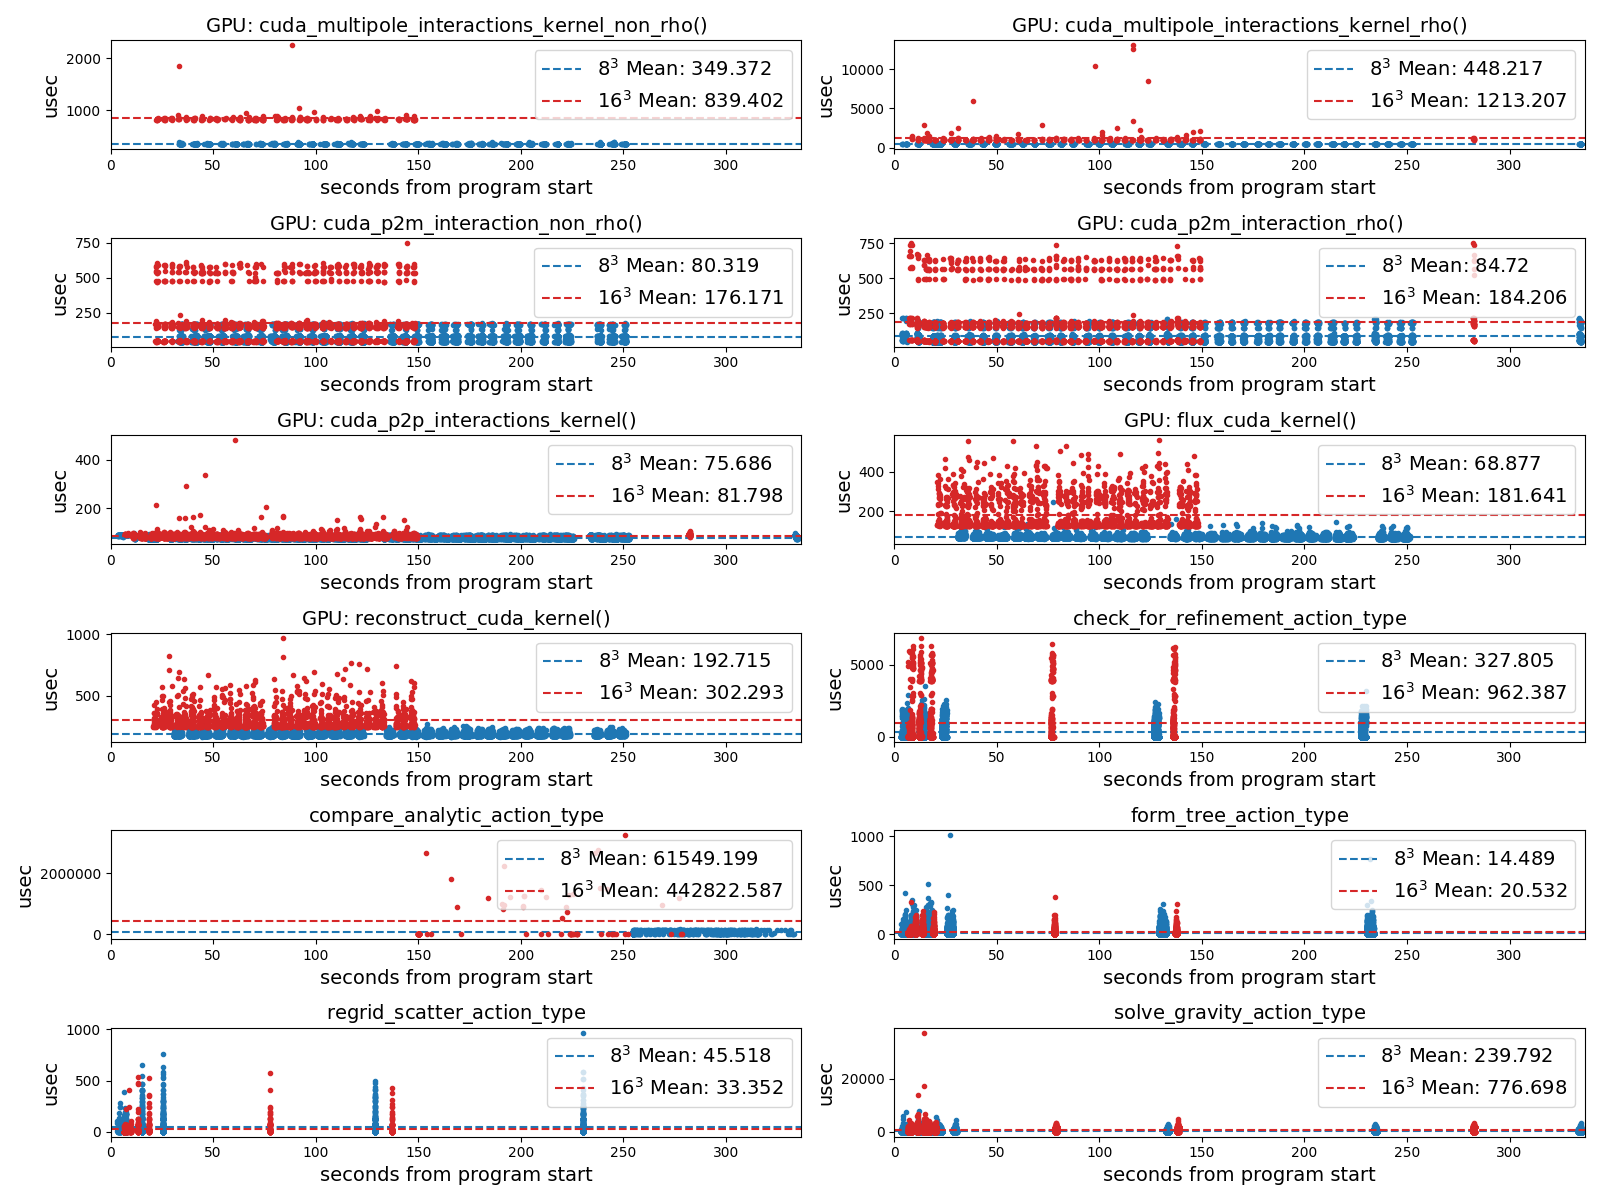 GPU: cuda_multipole_interactions_kernel_non_rho()
2000
1000
usec
8³ Mean: 349.372
16³ Mean: 839.402
0 50 100 150 200 250 300
seconds from program start
GPU: cuda_multipole_interactions_kernel_rho()
10000
5000
0
usec
8³ Mean: 448.217
16³ Mean: 1213.207
0 50 100 150 200 250 300
seconds from program start
GPU: cuda_p2m_interaction_non_rho()
750
500
250
usec
8³ Mean: 80.319
16³ Mean: 176.171
0 50 100 150 200 250 300
seconds from program start
GPU: cuda_p2m_interaction_rho()
750
500
250
usec
8³ Mean: 84.72
16³ Mean: 184.206
0 50 100 150 200 250 300
seconds from program start
GPU: cuda_p2p_interactions_kernel()
400
200
usec
8³ Mean: 75.686
16³ Mean: 81.798
0 50 100 150 200 250 300
seconds from program start
GPU: flux_cuda_kernel()
400
200
usec
8³ Mean: 68.877
16³ Mean: 181.641
0 50 100 150 200 250 300
seconds from program start
GPU: reconstruct_cuda_kernel()
1000
500
usec
8³ Mean: 192.715
16³ Mean: 302.293
0 50 100 150 200 250 300
seconds from program start
check_for_refinement_action_type
5000
0
usec
8³ Mean: 327.805
16³ Mean: 962.387
0 50 100 150 200 250 300
seconds from program start
compare_analytic_action_type
2000000
0
usec
8³ Mean: 61549.199
16³ Mean: 442822.587
0 50 100 150 200 250 300
seconds from program start
form_tree_action_type
1000
500
0
usec
8³ Mean: 14.489
16³ Mean: 20.532
0 50 100 150 200 250 300
seconds from program start
regrid_scatter_action_type
1000
500
0
usec
8³ Mean: 45.518
16³ Mean: 33.352
0 50 100 150 200 250 300
seconds from program start
solve_gravity_action_type
20000
0
usec
8³ Mean: 239.792
16³ Mean: 776.698
0 50 100 150 200 250 300
seconds from program start